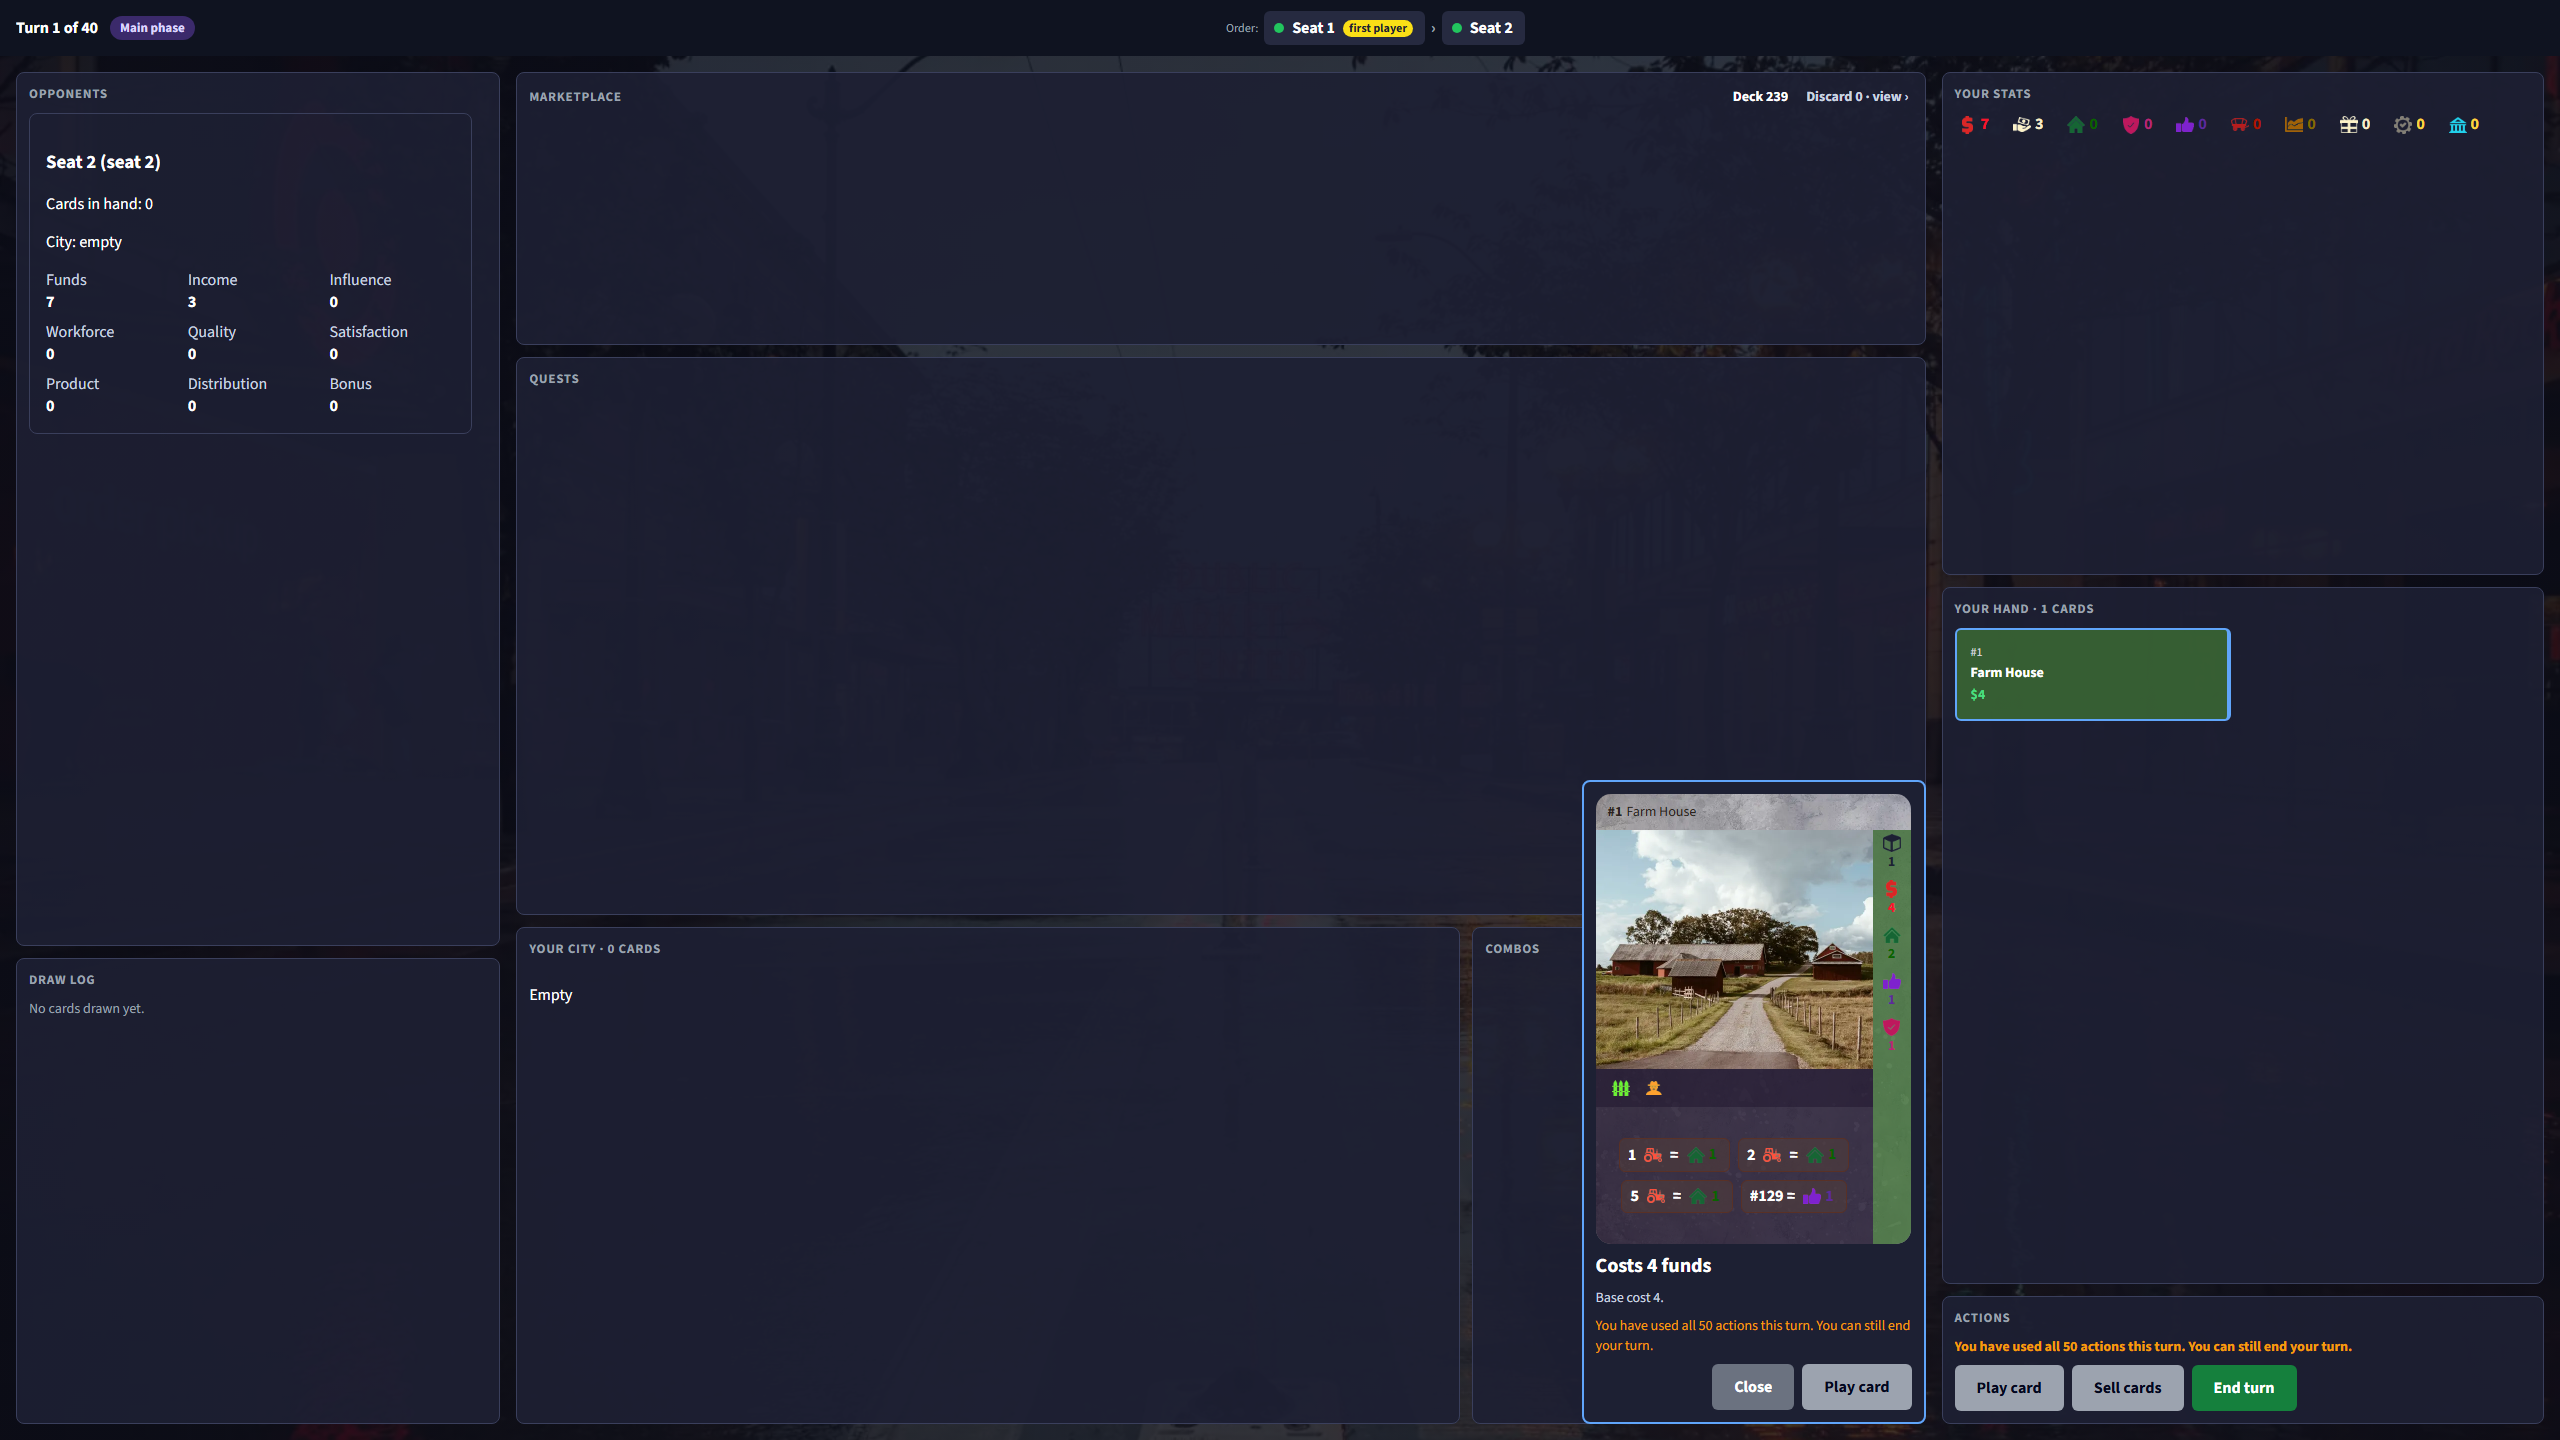 Turn 1 of 40 Main phase
Order: Seat 1 first player › Seat 2
OPPONENTS
Seat 2 (seat 2)
Cards in hand: 0
City: empty
Funds Income Influence
7 3 0
Workforce Quality Satisfaction
0 0 0
Product Distribution Bonus
0 0 0
DRAW LOG
No cards drawn yet.
MARKETPLACE Deck 239 Discard 0 · view ›
QUESTS
YOUR CITY · 0 CARDS
Empty
COMBOS
#1 Farm House
1
4
2
1
1
1 = 2 =
5 = #129 = 1
Costs 4 funds
Base cost 4.
You have used all 50 actions this turn. You can still end
your turn.
Close Play card
YOUR STATS
7 3 0 0 0 0 0 0 0 0
YOUR HAND · 1 CARDS
#1
Farm House
$4
ACTIONS
You have used all 50 actions this turn. You can still end your turn.
Play card Sell cards End turn